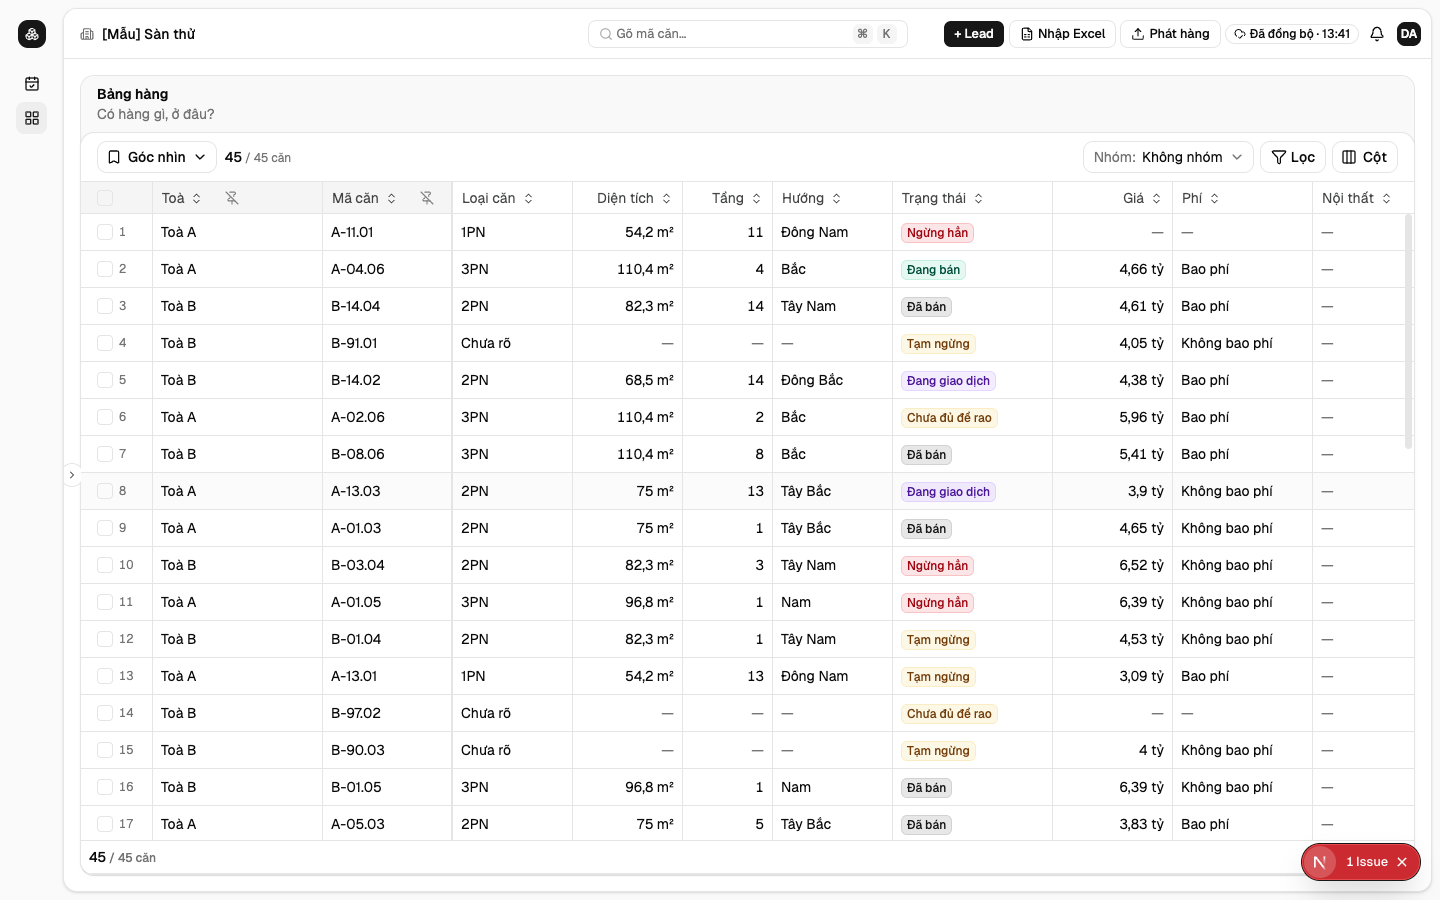 [Mẫu] Sàn thử
Gõ mã căn...
⌘ K
+ Lead
Nhập Excel
Phát hàng
Đã đồng bộ · 13:41
DA
Bảng hàng
Có hàng gì, ở đâu?
Góc nhìn
45 / 45 căn
Nhóm: Không nhóm
Lọc
Cột
Toà Mã căn Loại căn Diện tích Tầng Hướng Trạng thái Giá Phí Nội thất
1 Toà A A-11.01 1PN 54,2 m² 11 Đông Nam Ngừng hẳn — — —
2 Toà A A-04.06 3PN 110,4 m² 4 Bắc Đang bán 4,66 tỷ Bao phí —
3 Toà B B-14.04 2PN 82,3 m² 14 Tây Nam Đã bán 4,61 tỷ Bao phí —
4 Toà B B-91.01 Chưa rõ — — — Tạm ngừng 4,05 tỷ Không bao phí —
5 Toà B B-14.02 2PN 68,5 m² 14 Đông Bắc Đang giao dịch 4,38 tỷ Bao phí —
6 Toà A A-02.06 3PN 110,4 m² 2 Bắc Chưa đủ để rao 5,96 tỷ Bao phí —
7 Toà B B-08.06 3PN 110,4 m² 8 Bắc Đã bán 5,41 tỷ Bao phí —
8 Toà A A-13.03 2PN 75 m² 13 Tây Bắc Đang giao dịch 3,9 tỷ Không bao phí —
9 Toà A A-01.03 2PN 75 m² 1 Tây Bắc Đã bán 4,65 tỷ Không bao phí —
10 Toà B B-03.04 2PN 82,3 m² 3 Tây Nam Ngừng hẳn 6,52 tỷ Không bao phí —
11 Toà A A-01.05 3PN 96,8 m² 1 Nam Ngừng hẳn 6,39 tỷ Không bao phí —
12 Toà B B-01.04 2PN 82,3 m² 1 Tây Nam Tạm ngừng 4,53 tỷ Không bao phí —
13 Toà A A-13.01 1PN 54,2 m² 13 Đông Nam Tạm ngừng 3,09 tỷ Bao phí —
14 Toà B B-97.02 Chưa rõ — — — Chưa đủ để rao — — —
15 Toà B B-90.03 Chưa rõ — — — Tạm ngừng 4 tỷ Không bao phí —
16 Toà B B-01.05 3PN 96,8 m² 1 Nam Đã bán 6,39 tỷ Không bao phí —
17 Toà A A-05.03 2PN 75 m² 5 Tây Bắc Đã bán 3,83 tỷ Bao phí —
45 / 45 căn
N 1 Issue